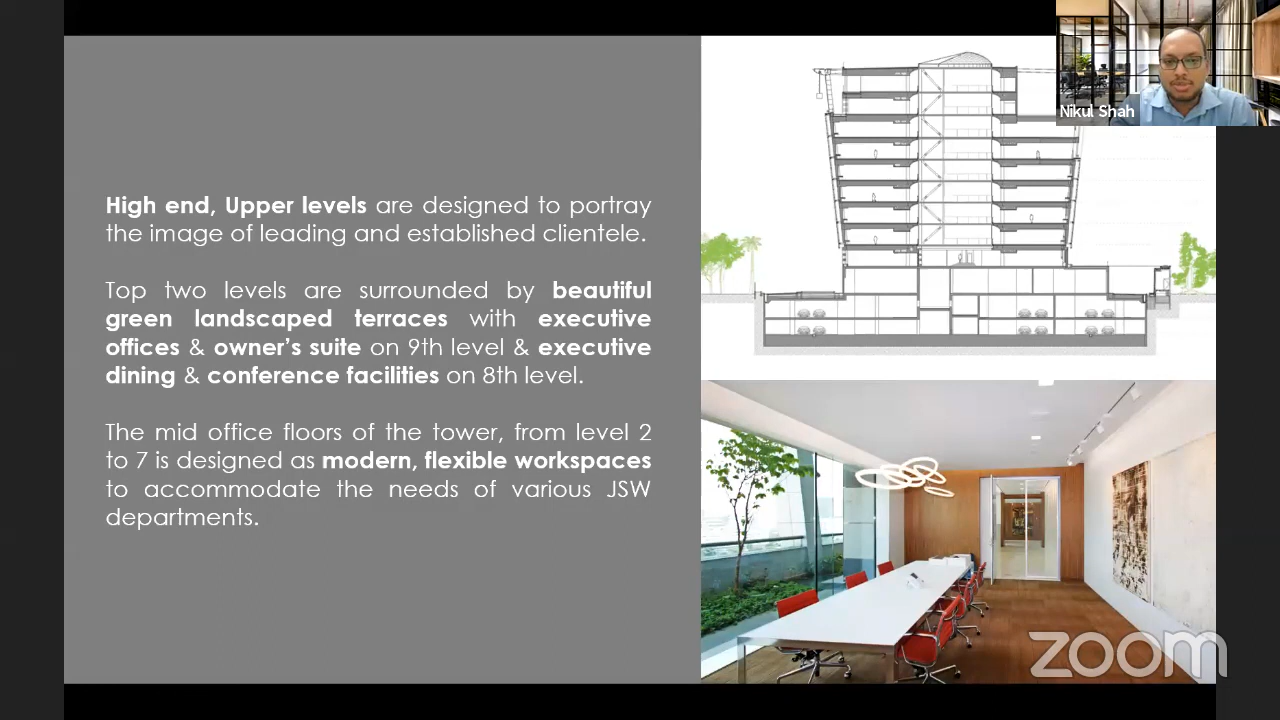 Nikul Shah
High end, Upper levels are designed to portray
the image of leading and established clientele.
Top two levels are surrounded by beautiful
green landscaped terraces with executive
offices & owner's suite on 9th level & executive
dining & conference facilities on 8th level.
The mid office floors of the tower, from level 2
to 7 is designed as modern, flexible workspaces
to accommodate the needs of various JSW
departments.
zoom